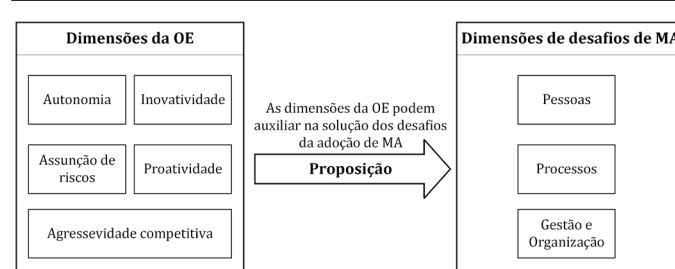 Dimensões da OE
Autonomia
Inovatividade
Assunção de
riscos
Proatividade
Agressevidade competitiva
As dimensões da OE podem
auxiliar na solução dos desafios
da adoção de MA
Proposição
Dimensões de desafios de MA
Pessoas
Processos
Gestão e
Organização